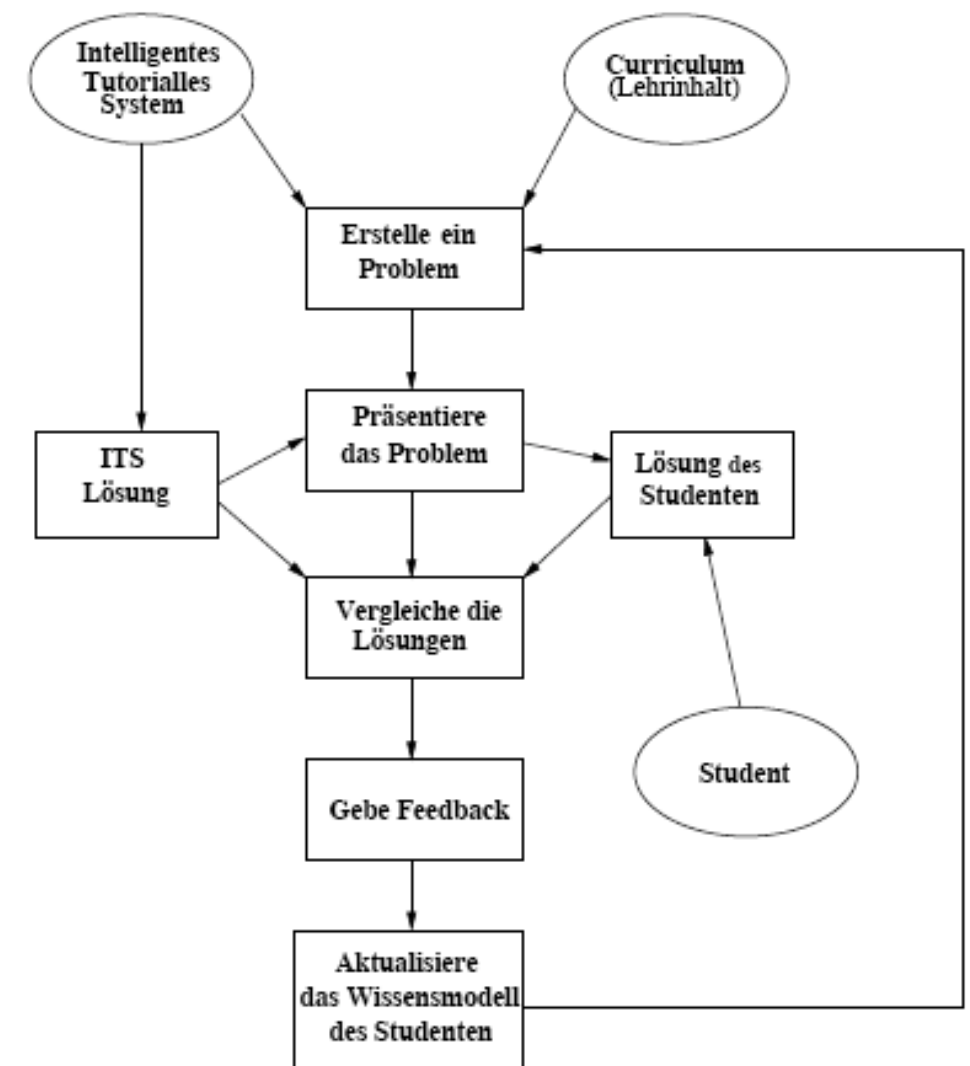 Intelligentes
Tutorialles
System
Curriculum
(Lehrinhalt)
Erstelle ein
Problem
Präsentiere
das Problem
ITS
Lösung
Lösung des
Studenten
Vergleiche die
Lösungen
Student
Gebe Feedback
Aktualisiere
das Wissensmodell
des Studenten